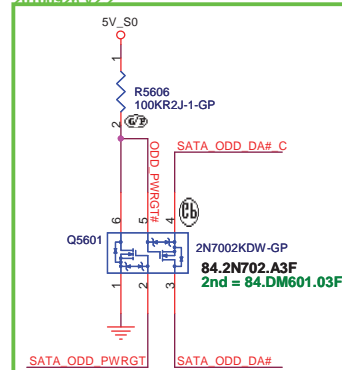 5V_S0
1
R5606
100KR2J-1-GP
2
G/P
SATA_ODD_DA#_C
ODD_PWRGT#
6
5
4
Q5601
2N7002KDW-GP
84.2N702.A3F
2nd = 84.DM601.03F
1
2
3
SATA_ODD_PWRGT
SATA_ODD_DA#